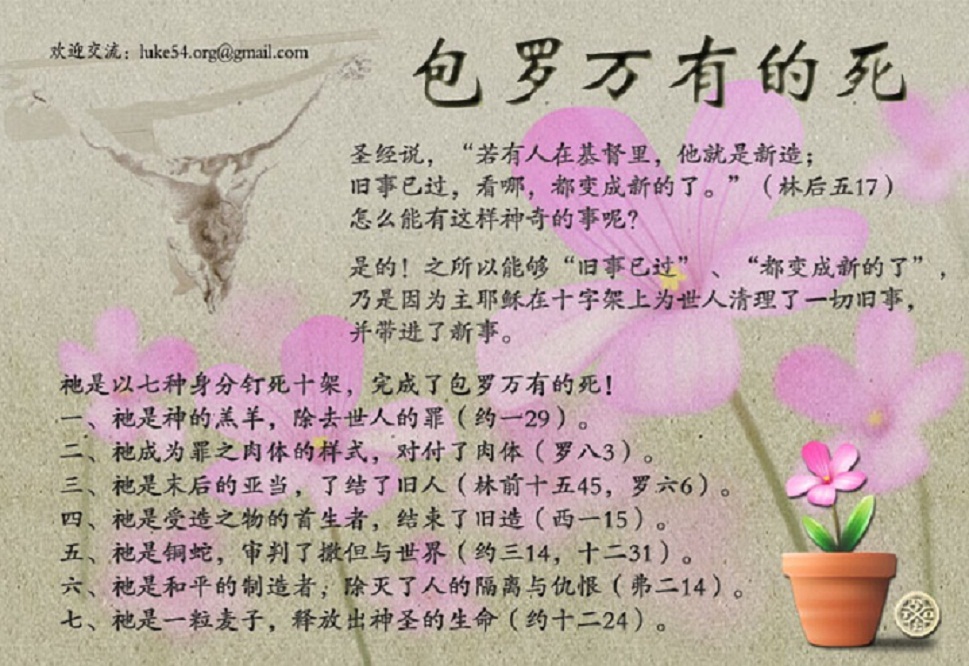 欢迎交流：luke54.org@gmail.com
包罗万有的死
圣经说，“若有人在基督里，他就是新造；
旧事已过，看哪，都变成新的了。”（林后五17）
怎么能有这样神奇的事呢？
是的！之所以能够“旧事已过”、“都变成新的了”，
乃是因为主耶稣在十字架上为世人清理了一切旧事，
并带进了新事。
祂是以七种身分钉死十架，完成了包罗万有的死！
一、祂是神的羔羊，除去世人的罪（约一29）。
二、祂成为罪之肉体的样式，对付了肉体（罗八3）。
三、祂是末后的亚当，了结了旧人（林前十五45，罗六6）。
四、祂是受造之物的首生者，结束了旧造（西一15）。
五、祂是铜蛇，审判了撒但与世界（约三14，十二31）。
六、祂是和平的制造者，除灭了人的隔离与仇恨（弗二14）。
七、祂是一粒麦子，释放出神圣的生命（约十二24）。